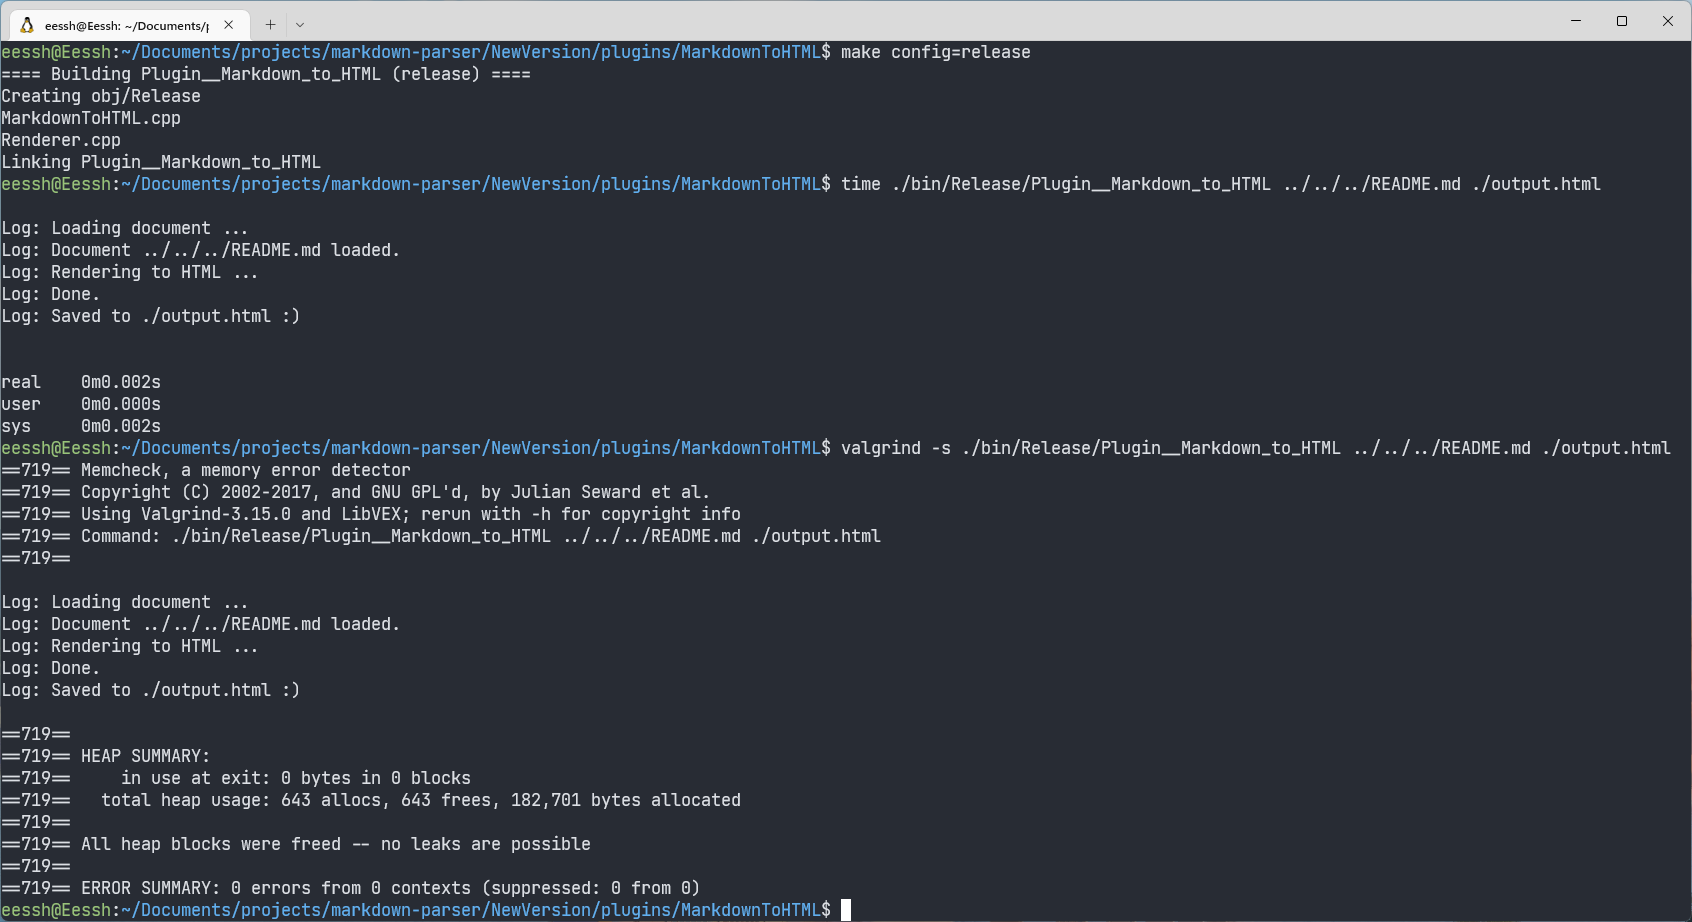 eessh@Eessh: ~/Documents/p
eessh@Eessh:~/Documents/projects/markdown-parser/NewVersion/plugins/MarkdownToHTML$ make config=release
==== Building Plugin__Markdown_to_HTML (release) ====
Creating obj/Release
MarkdownToHTML.cpp
Renderer.cpp
Linking Plugin__Markdown_to_HTML
eessh@Eessh:~/Documents/projects/markdown-parser/NewVersion/plugins/MarkdownToHTML$ time ./bin/Release/Plugin__Markdown_to_HTML ../../../README.md ./output.html
Log: Loading document ...
Log: Document ../../../README.md loaded.
Log: Rendering to HTML ...
Log: Done.
Log: Saved to ./output.html :)
real    0m0.002s
user    0m0.000s
sys     0m0.002s
eessh@Eessh:~/Documents/projects/markdown-parser/NewVersion/plugins/MarkdownToHTML$ valgrind -s ./bin/Release/Plugin__Markdown_to_HTML ../../../README.md ./output.html
==719== Memcheck, a memory error detector
==719== Copyright (C) 2002-2017, and GNU GPL'd, by Julian Seward et al.
==719== Using Valgrind-3.15.0 and LibVEX; rerun with -h for copyright info
==719== Command: ./bin/Release/Plugin__Markdown_to_HTML ../../../README.md ./output.html
==719==
Log: Loading document ...
Log: Document ../../../README.md loaded.
Log: Rendering to HTML ...
Log: Done.
Log: Saved to ./output.html :)
==719==
==719== HEAP SUMMARY:
==719==     in use at exit: 0 bytes in 0 blocks
==719==   total heap usage: 643 allocs, 643 frees, 182,701 bytes allocated
==719==
==719== All heap blocks were freed -- no leaks are possible
==719==
==719== ERROR SUMMARY: 0 errors from 0 contexts (suppressed: 0 from 0)
eessh@Eessh:~/Documents/projects/markdown-parser/NewVersion/plugins/MarkdownToHTML$